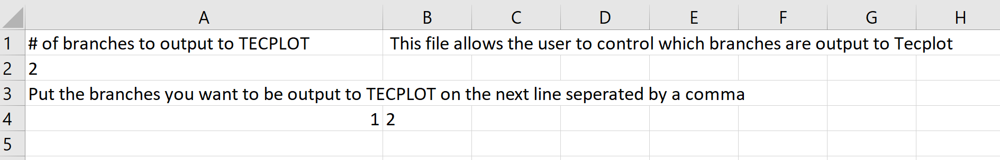 A B C D E F G H
1 # of branches to output to TECPLOT This file allows the user to control which branches are output to Tecplot
2 2
3 Put the branches you want to be output to TECPLOT on the next line seperated by a comma
4 1 2
5